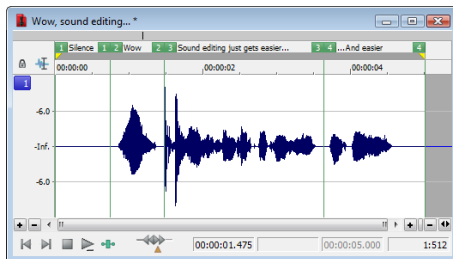 Wow, sound editing... *
1 Silence 1 2 Wow 2 3 Sound editing just gets easier... 3 4 ...And easier 4
00:00:00 00:00:02 00:00:04
1
-6.0
-Inf.
-6.0
00:00:01.475 00:00:05.000 1:512